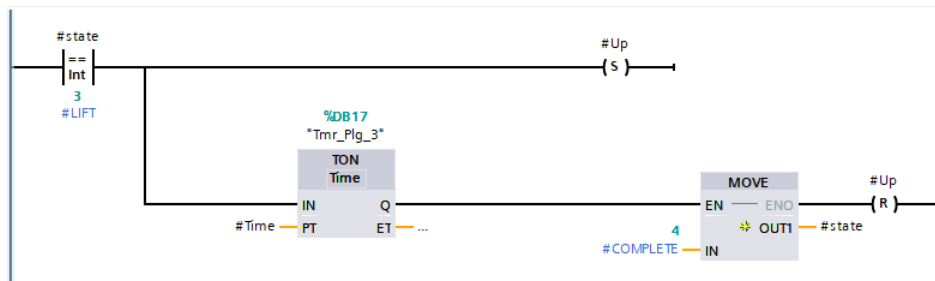 #state
==
Int
3
#LIFT
#Up
S
%DB17
"Tmr_Plg_3"
TON
Time
IN Q
#Time PT ET ...
MOVE
EN ENO
4
#COMPLETE IN
OUT1 #state
#Up
R